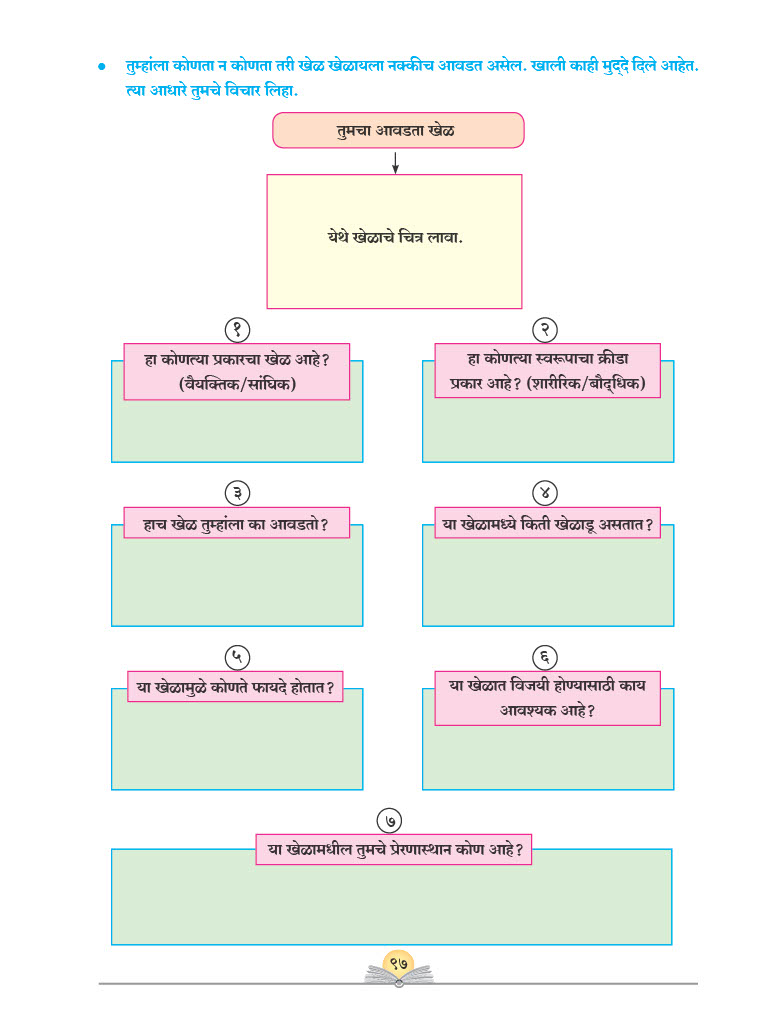 • तुम्हांला कोणता न कोणता तरी खेळ खेळायला नक्कीच आवडत असेल. खाली काही मुद्‌दे दिले आहेत.
त्या आधारे तुमचे विचार लिहा.
तुमचा आवडता खेळ
येथे खेळाचे चित्र लावा.
१
हा कोणत्या प्रकारचा खेळ आहे?
(वैयक्तिक/सांघिक)
२
हा कोणत्या स्वरूपाचा क्रीडा
प्रकार आहे? (शारीरिक/बौद्‌धिक)
३
हाच खेळ तुम्हांला का आवडतो?
४
या खेळामध्ये किती खेळाडू असतात?
५
या खेळामुळे कोणते फायदे होतात?
६
या खेळात विजयी होण्यासाठी काय
आवश्यक आहे?
७
या खेळामधील तुमचे प्रेरणास्थान कोण आहे?
९७